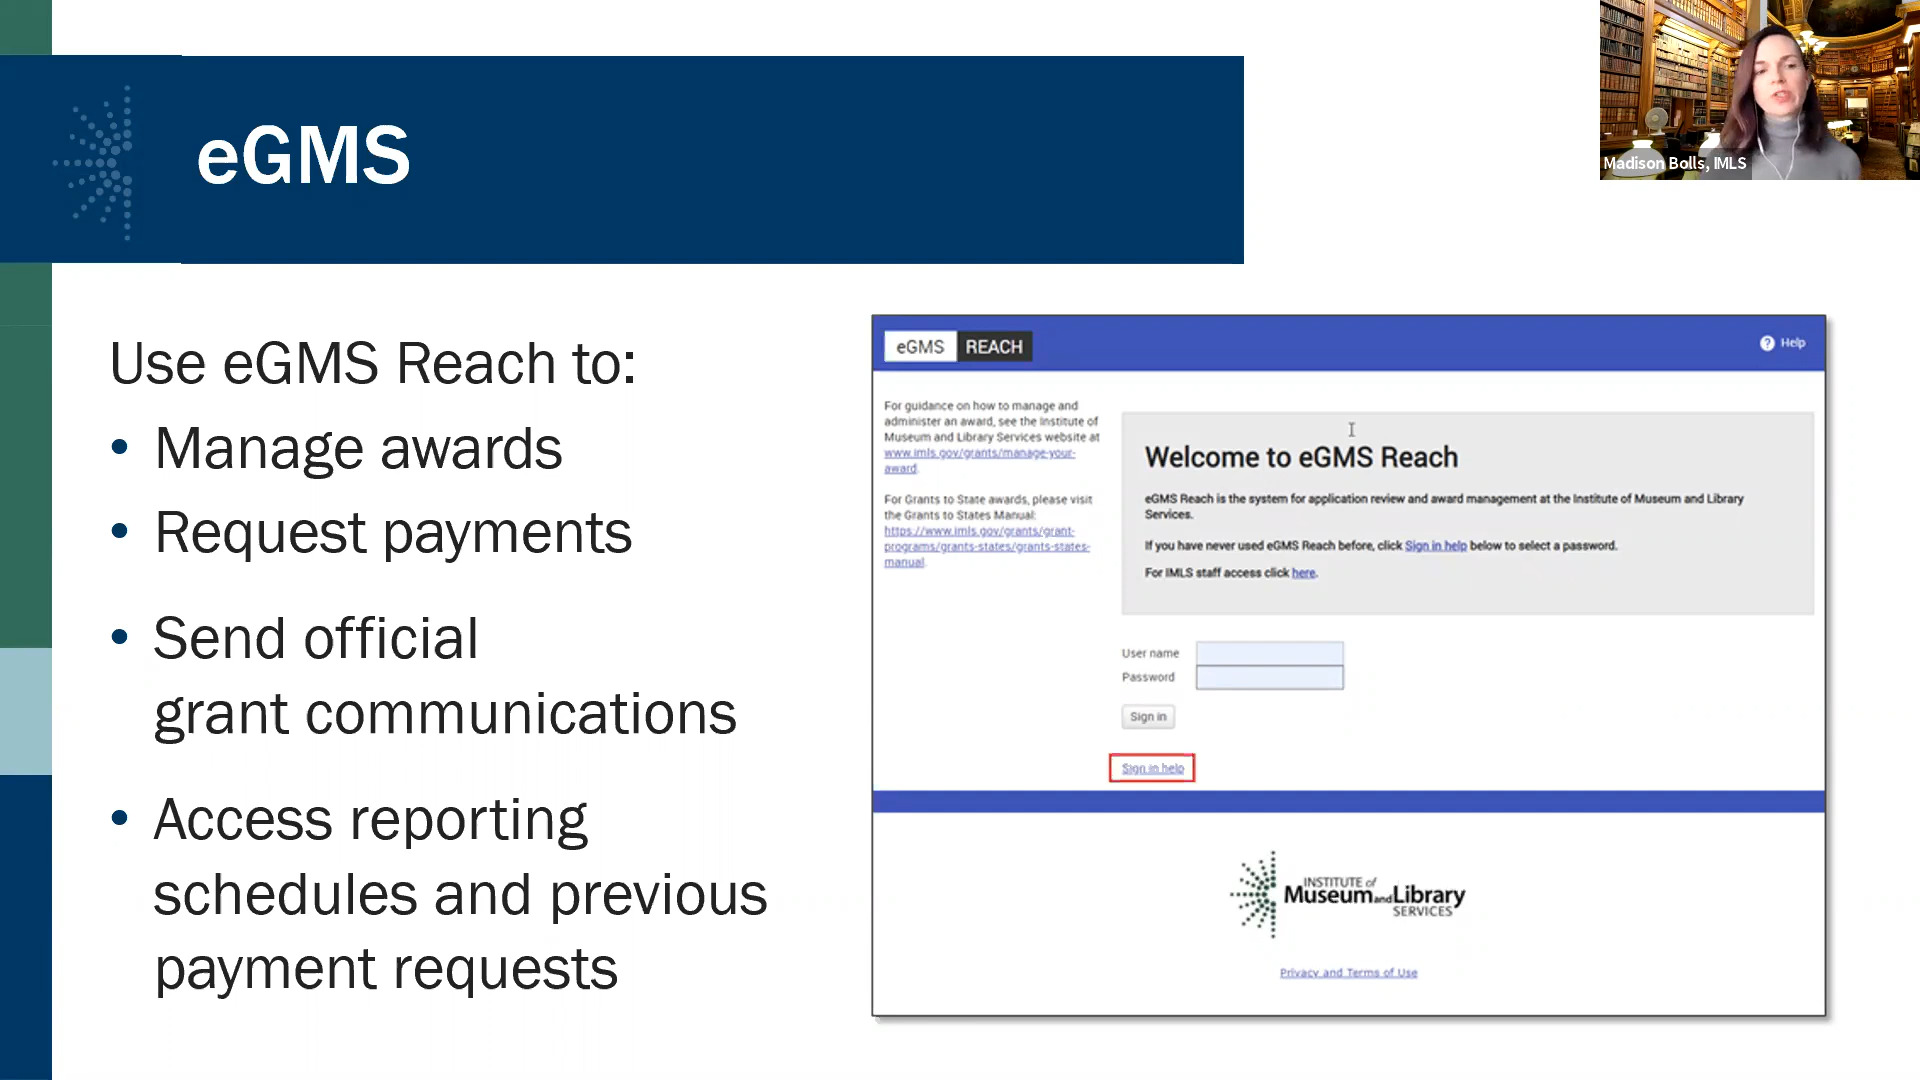 eGMS
Madison Bolls, IMLS
Use eGMS Reach to:
• Manage awards
• Request payments
• Send official
grant communications
• Access reporting
schedules and previous
payment requests
eGMS REACH
? Help
For guidance on how to manage and
administer an award, see the Institute of
Museum and Library Services website at
www.imls.gov/grants/manage-your-
award.
For Grants to State awards, please visit
the Grants to States Manual:
https://www.imls.gov/grants/grant-
programs/grants-states/grants-states-
manual.
Welcome to eGMS Reach
eGMS Reach is the system for application review and award management at the Institute of Museum and Library
Services.
If you have never used eGMS Reach before, click Sign in help below to select a password.
For IMLS staff access click here.
User name
Password
Sign in
Sign in help
INSTITUTE of
Museum and Library
SERVICES
Privacy and Terms of Use